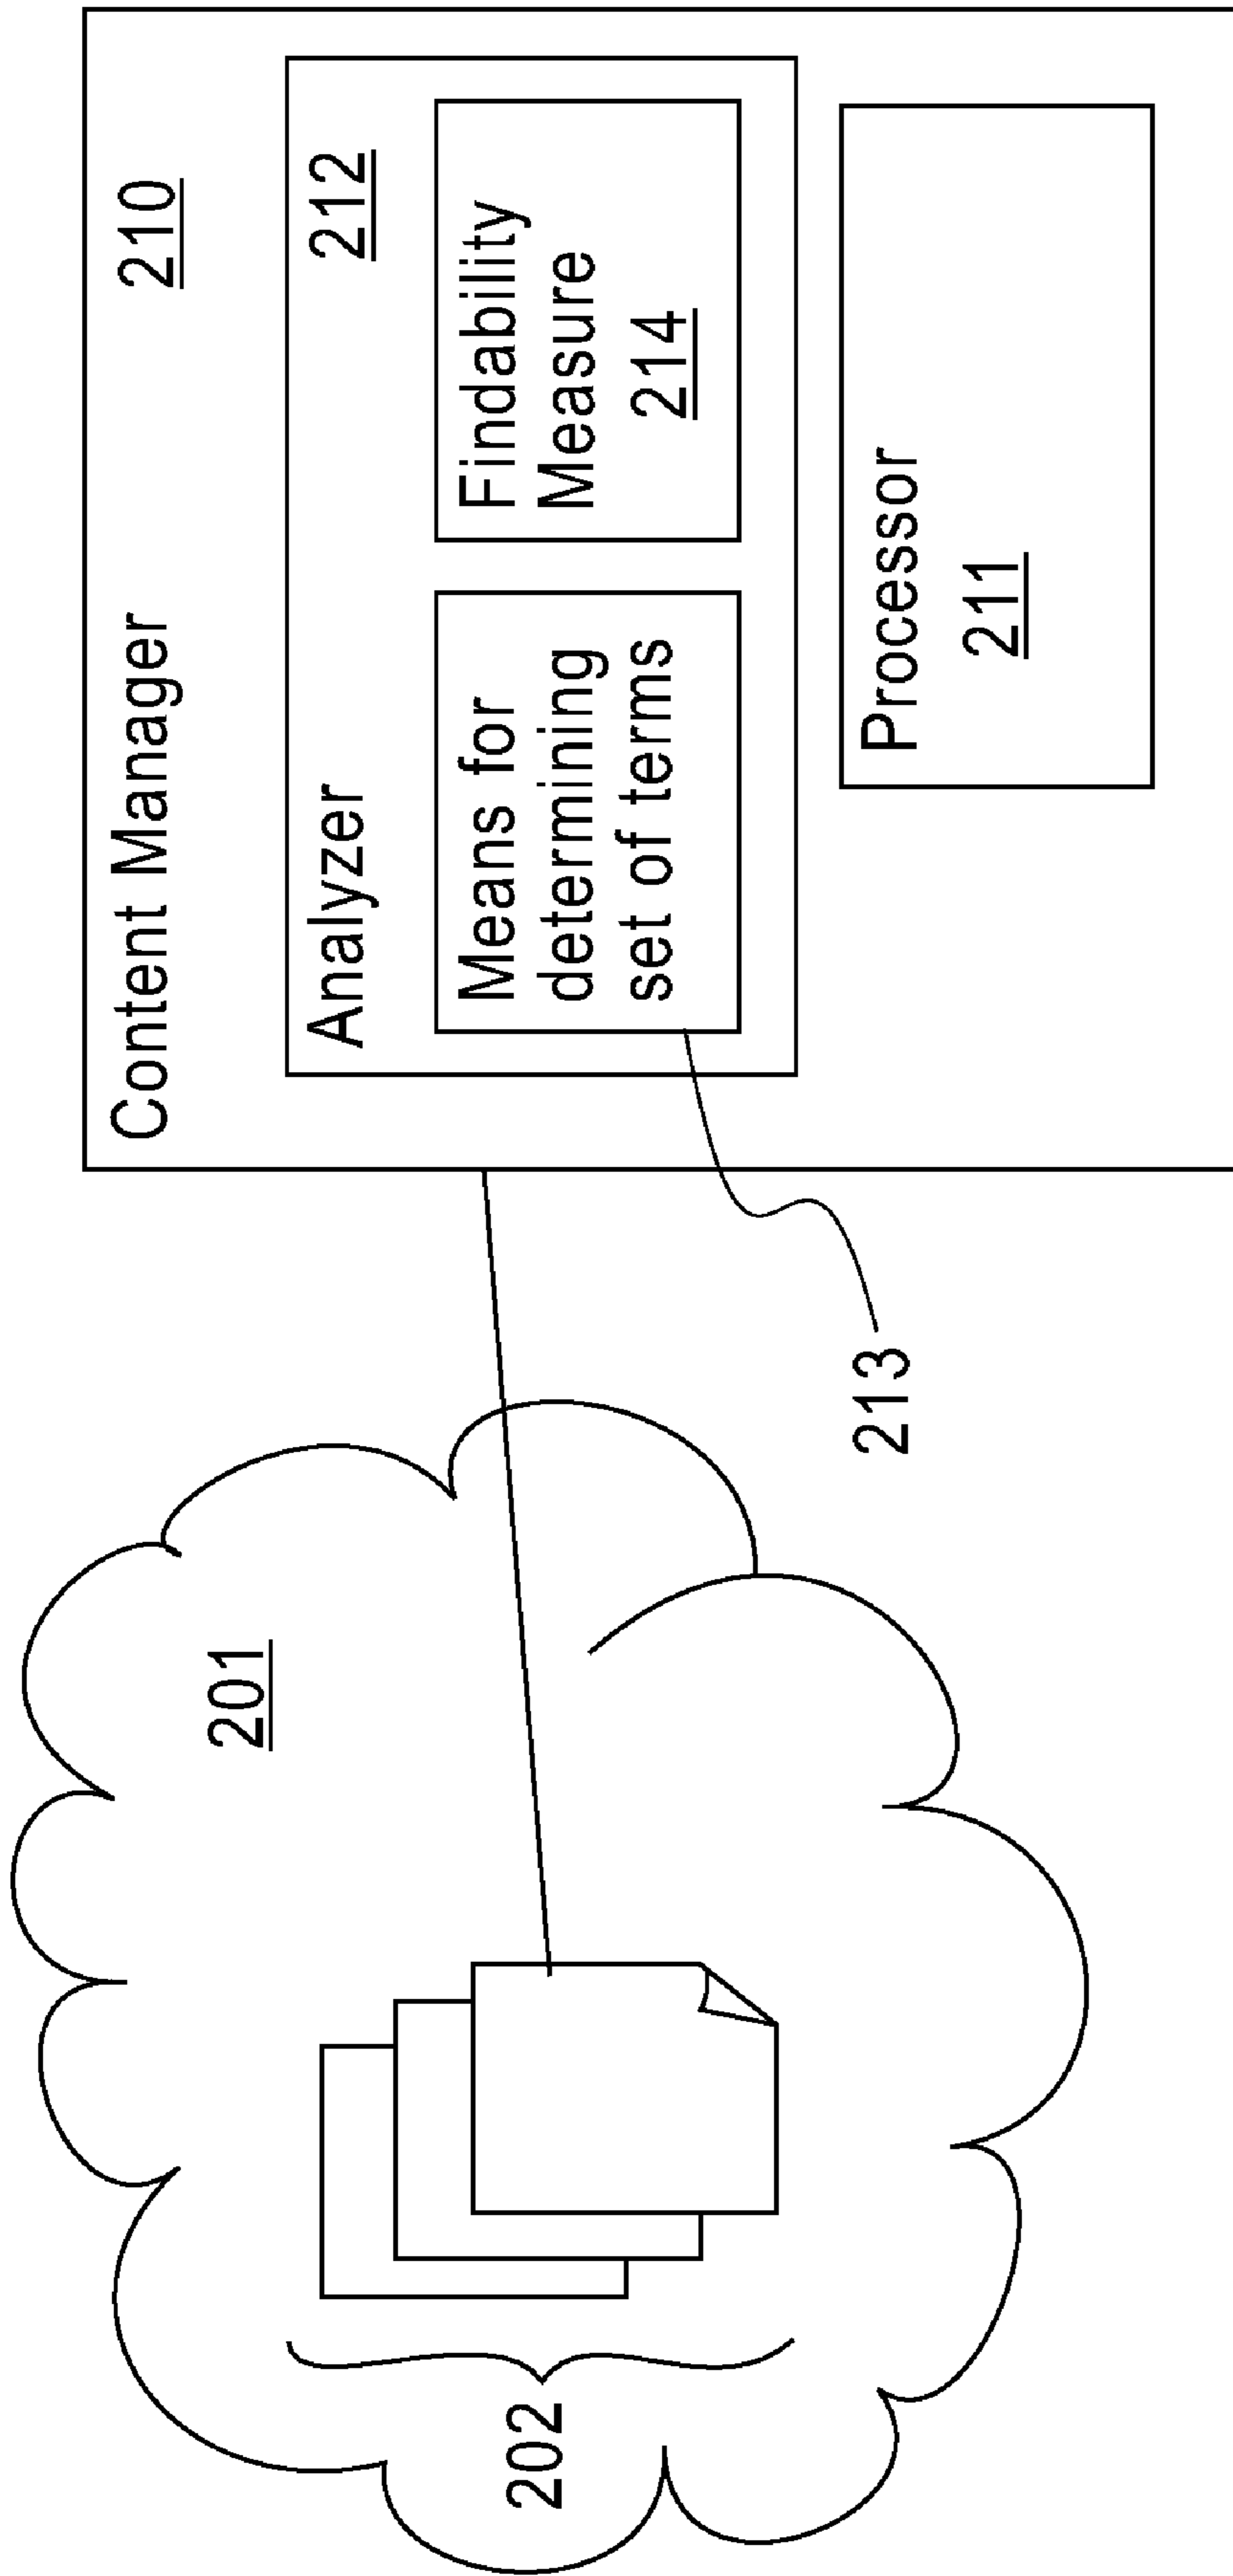 Content Manager
210
Analyzer
212
Means for
determining
set of terms
Findability
Measure
214
Processor
211
201
202
213